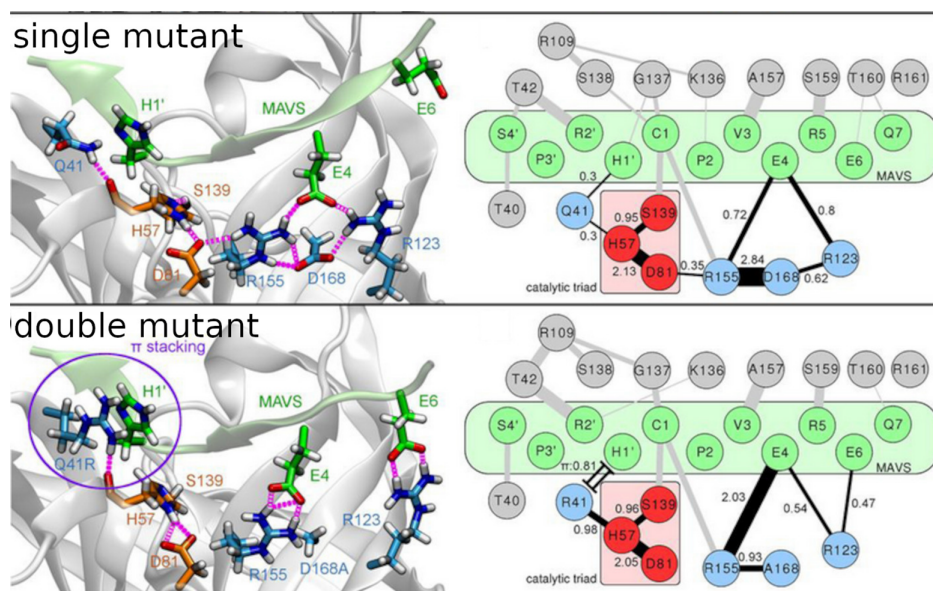 single mutant
H1'
MAVS
E6
Q41
E4
S139
H57
R123
D81
R155
D168
R109
T42
S138
G137
K136
A157
S159
T160
R161
S4'
R2'
C1
V3
R5
Q7
P3'
H1'
P2
E4
E6
MAVS
T40
Q41
0.3
0.3
S139
0.95
H57
2.13
D81
0.35
catalytic triad
0.72
0.8
R155
2.84
D168
0.62
R123
double mutant
π stacking
H1'
MAVS
E6
Q41R
E4
S139
H57
R123
D81
R155
D168A
R109
T42
S138
G137
K136
A157
S159
T160
R161
S4'
R2'
C1
V3
R5
Q7
P3'
H1'
P2
E4
E6
MAVS
π:0.81
T40
R41
0.98
S139
0.96
H57
2.05
D81
catalytic triad
2.03
0.54
0.47
R155
0.93
A168
R123